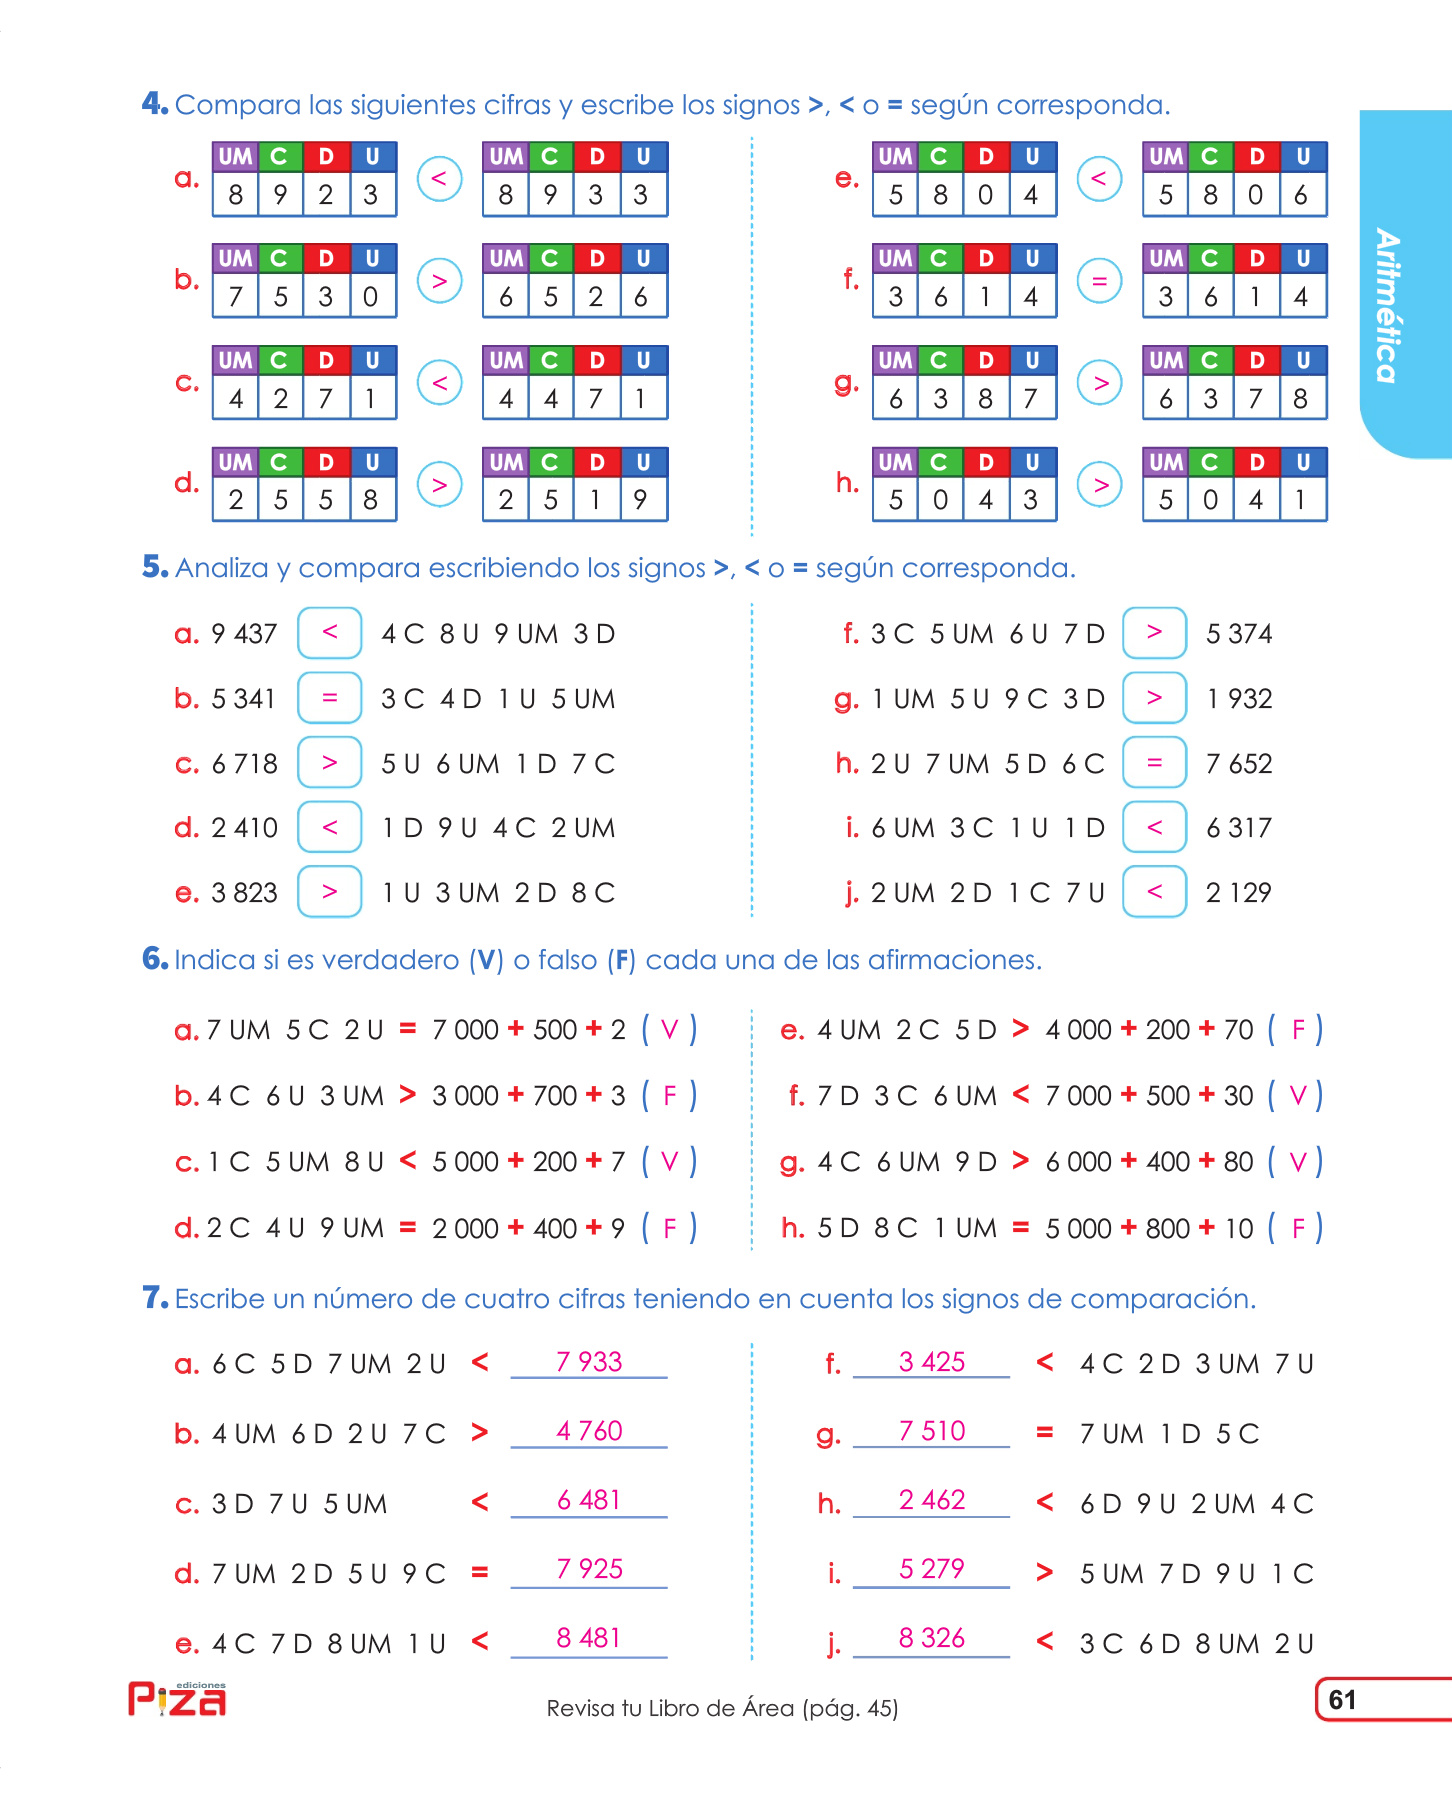 4. Compara las siguientes cifras y escribe los signos >, < o = según corresponda.
a. UM C D U < UM C D U
8 9 2 3 8 9 3 3
b. UM C D U > UM C D U
7 5 3 0 6 5 2 6
c. UM C D U < UM C D U
4 2 7 1 4 4 7 1
d. UM C D U > UM C D U
2 5 5 8 2 5 1 9
e. UM C D U < UM C D U
5 8 0 4 5 8 0 6
f. UM C D U = UM C D U
3 6 1 4 3 6 1 4
g. UM C D U > UM C D U
6 3 8 7 6 3 7 8
h. UM C D U > UM C D U
5 0 4 3 5 0 4 1
Aritmética
5. Analiza y compara escribiendo los signos >, < o = según corresponda.
a. 9 437 < 4 C 8 U 9 UM 3 D
b. 5 341 = 3 C 4 D 1 U 5 UM
c. 6 718 > 5 U 6 UM 1 D 7 C
d. 2 410 < 1 D 9 U 4 C 2 UM
e. 3 823 > 1 U 3 UM 2 D 8 C
f. 3 C 5 UM 6 U 7 D > 5 374
g. 1 UM 5 U 9 C 3 D > 1 932
h. 2 U 7 UM 5 D 6 C = 7 652
i. 6 UM 3 C 1 U 1 D < 6 317
j. 2 UM 2 D 1 C 7 U < 2 129
6. Indica si es verdadero (V) o falso (F) cada una de las afirmaciones.
a. 7 UM 5 C 2 U = 7 000 + 500 + 2 ( V )
b. 4 C 6 U 3 UM > 3 000 + 700 + 3 ( F )
c. 1 C 5 UM 8 U < 5 000 + 200 + 7 ( V )
d. 2 C 4 U 9 UM = 2 000 + 400 + 9 ( F )
e. 4 UM 2 C 5 D > 4 000 + 200 + 70 ( F )
f. 7 D 3 C 6 UM < 7 000 + 500 + 30 ( V )
g. 4 C 6 UM 9 D > 6 000 + 400 + 80 ( V )
h. 5 D 8 C 1 UM = 5 000 + 800 + 10 ( F )
7. Escribe un número de cuatro cifras teniendo en cuenta los signos de comparación.
a. 6 C 5 D 7 UM 2 U < 7 933
b. 4 UM 6 D 2 U 7 C > 4 760
c. 3 D 7 U 5 UM < 6 481
d. 7 UM 2 D 5 U 9 C = 7 925
e. 4 C 7 D 8 UM 1 U < 8 481
f. 3 425 < 4 C 2 D 3 UM 7 U
g. 7 510 = 7 UM 1 D 5 C
h. 2 462 < 6 D 9 U 2 UM 4 C
i. 5 279 > 5 UM 7 D 9 U 1 C
j. 8 326 < 3 C 6 D 8 UM 2 U
ediciones
Piza
Revisa tu Libro de Área (pág. 45)
61